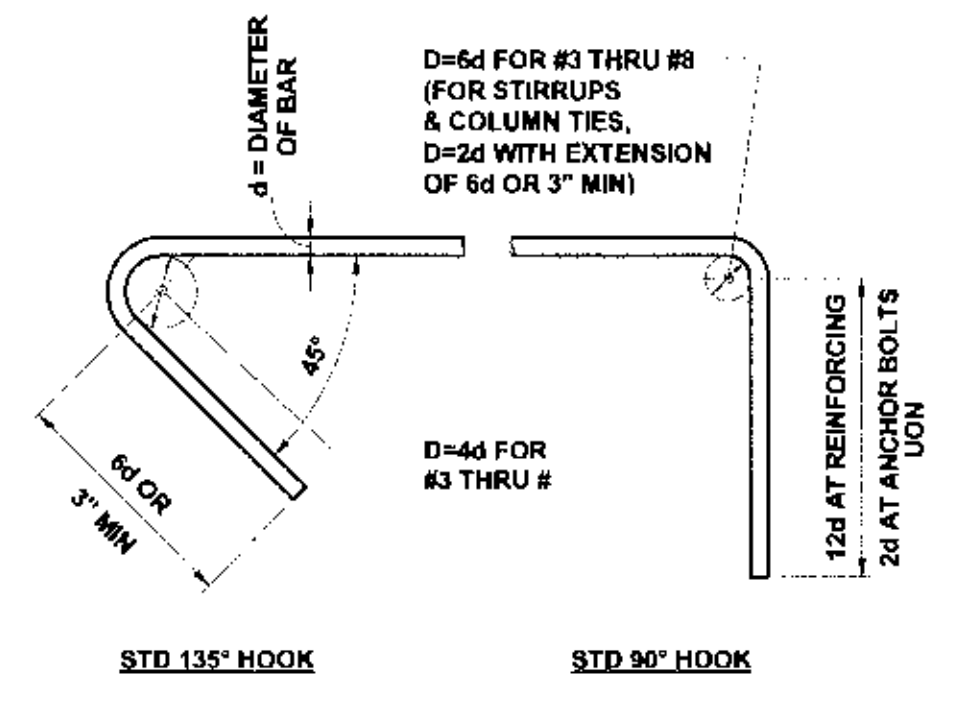 d = DIAMETER
OF BAR
D=6d FOR #3 THRU #8
(FOR STIRRUPS
& COLUMN TIES,
D=2d WITH EXTENSION
OF 6d OR 3" MIN)
45°
6d OR
3" MIN
D=4d FOR
#3 THRU #
12d AT REINFORCING
2d AT ANCHOR BOLTS
UON
STD 135° HOOK
STD 90° HOOK